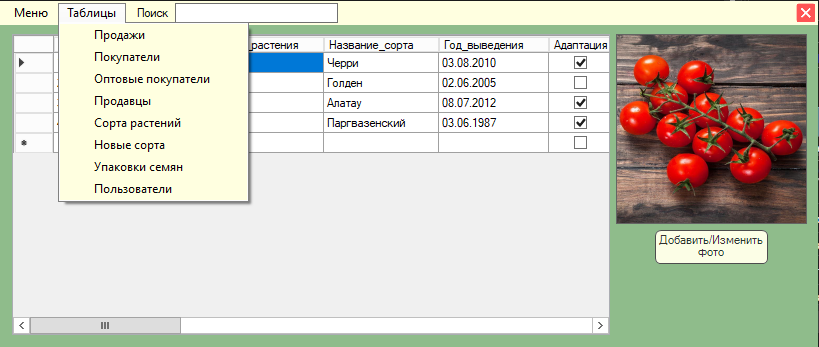 Меню Таблицы Поиск
Продажи
Покупатели
Оптовые покупатели
Продавцы
Сорта растений
Новые сорта
Упаковки семян
Пользователи
_растения Название_сорта Год_выведения Адаптация
Черри 03.08.2010
Голден 02.06.2005
Алатау 08.07.2012
Паргвазенский 03.06.1987
Добавить/Изменить
фото